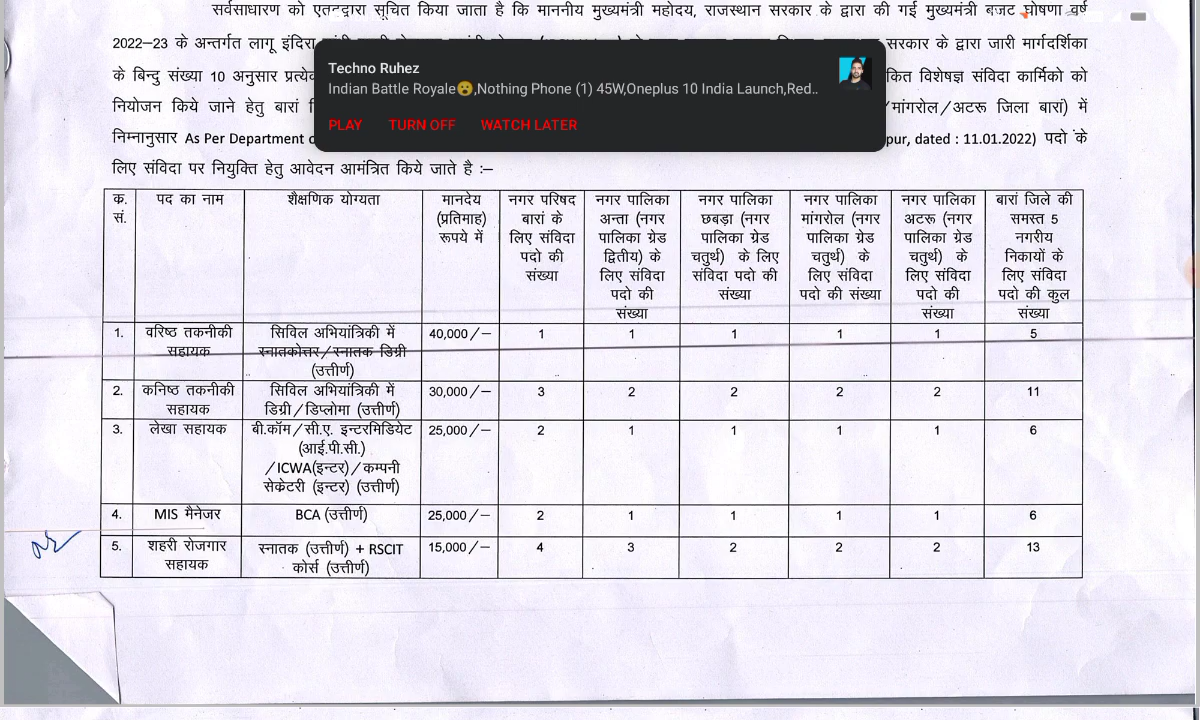 सर्वसाधारण को एतद्द्वारा सूचित किया जाता है कि माननीय मुख्यमंत्री महोदय, राजस्थान सरकार के द्वारा की गई मुख्यमंत्री बजट घोषणा वर्ष
2022–23 के अन्तर्गत लागू इंदिरा सरकार के द्वारा जारी मार्गदर्शिका
Techno Ruhez
के बिन्दु संख्या 10 अनुसार प्रत्येक कित विशेषज्ञ संविदा कार्मिको को
Indian Battle Royale😮,Nothing Phone (1) 45W,Oneplus 10 India Launch,Red..
नियोजन किये जाने हेतु बारां /मांगरोल/अटरू जिला बारां) में
PLAY TURN OFF WATCH LATER
निम्नानुसार As Per Department pur, dated : 11.01.2022) पदो के
लिए संविदा पर नियुक्ति हेतु आवेदन आमंत्रित किये जाते है :–
क. सं. पद का नाम शैक्षणिक योग्यता मानदेय (प्रतिमाह) रूपये में नगर परिषद बारां के लिए संविदा पदो की संख्या नगर पालिका अन्ता (नगर पालिका ग्रेड द्वितीय) के लिए संविदा पदो की संख्या नगर पालिका छबड़ा (नगर पालिका ग्रेड चतुर्थ) के लिए संविदा पदो की संख्या नगर पालिका मांगरोल (नगर पालिका ग्रेड चतुर्थ) के लिए संविदा पदो की संख्या नगर पालिका अटरू (नगर पालिका ग्रेड चतुर्थ) के लिए संविदा पदो की संख्या बारां जिले की समस्त 5 नगरीय निकायों के लिए संविदा पदो की कुल संख्या
1. वरिष्ठ तकनीकी सहायक सिविल अभियांत्रिकी में स्नातकोत्तर/स्नातक डिग्री (उत्तीर्ण) 40,000/– 1 1 1 1 1 5
2. कनिष्ठ तकनीकी सहायक सिविल अभियांत्रिकी में डिग्री/डिप्लोमा (उत्तीर्ण) 30,000/– 3 2 2 2 2 11
3. लेखा सहायक बी.कॉम/सी.ए. इन्टरमिडियेट (आई.पी.सी.) /ICWA(इन्टर)/कम्पनी सेकेटरी (इन्टर) (उत्तीर्ण) 25,000/– 2 1 1 1 1 6
4. MIS मैनेजर BCA (उत्तीर्ण) 25,000/– 2 1 1 1 1 6
5. शहरी रोजगार सहायक स्नातक (उत्तीर्ण) + RSCIT कोर्स (उत्तीर्ण) 15,000/– 4 3 2 2 2 13